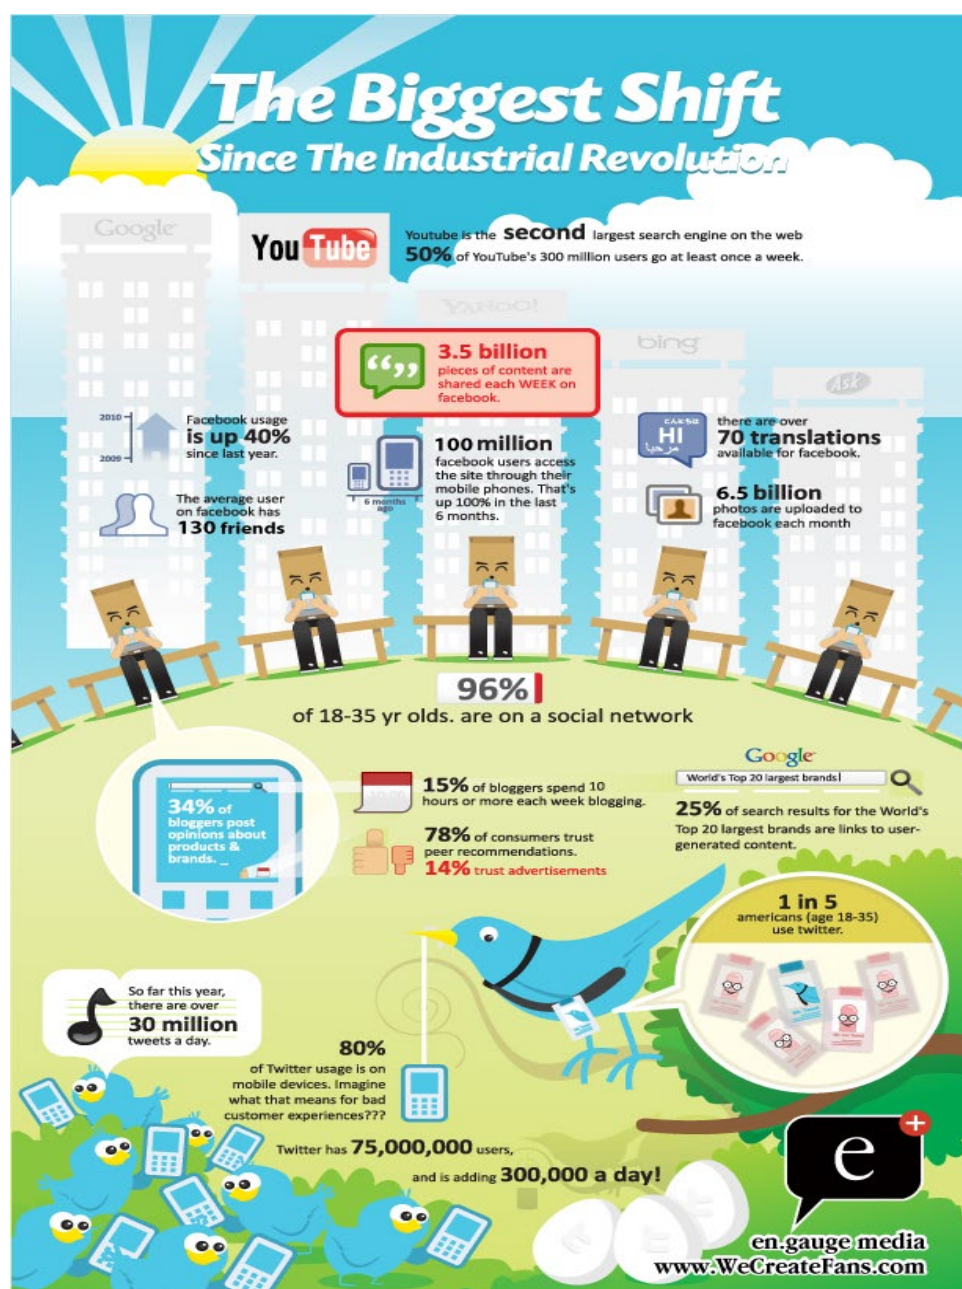 The Biggest Shift
Since The Industrial Revolution
Google
You Tube
Youtube is the second largest search engine on the web
50% of YouTube's 300 million users go at least once a week.
YAHOO!
bing
Ask
“,,
3.5 billion
pieces of content are
shared each WEEK on
facebook.
2010
2009
Facebook usage
is up 40%
since last year.
The average user
on facebook has
130 friends
6 months
ago
100 million
facebook users access
the site through their
mobile phones. That's
up 100% in the last
6 months.
HI
مرحبا
there are over
70 translations
available for facebook.
6.5 billion
photos are uploaded to
facebook each month
96%
of 18-35 yr olds. are on a social network
34% of
bloggers post
opinions about
products &
brands. _
15% of bloggers spend 10
hours or more each week blogging.
78% of consumers trust
peer recommendations.
14% trust advertisements
Google
World's Top 20 largest brands
25% of search results for the World's
Top 20 largest brands are links to user-
generated content.
1 in 5
americans (age 18-35)
use twitter.
So far this year,
there are over
30 million
tweets a day.
80%
of Twitter usage is on
mobile devices. Imagine
what that means for bad
customer experiences???
Twitter has 75,000,000 users,
and is adding 300,000 a day!
e
en.gauge media
www.WeCreateFans.com